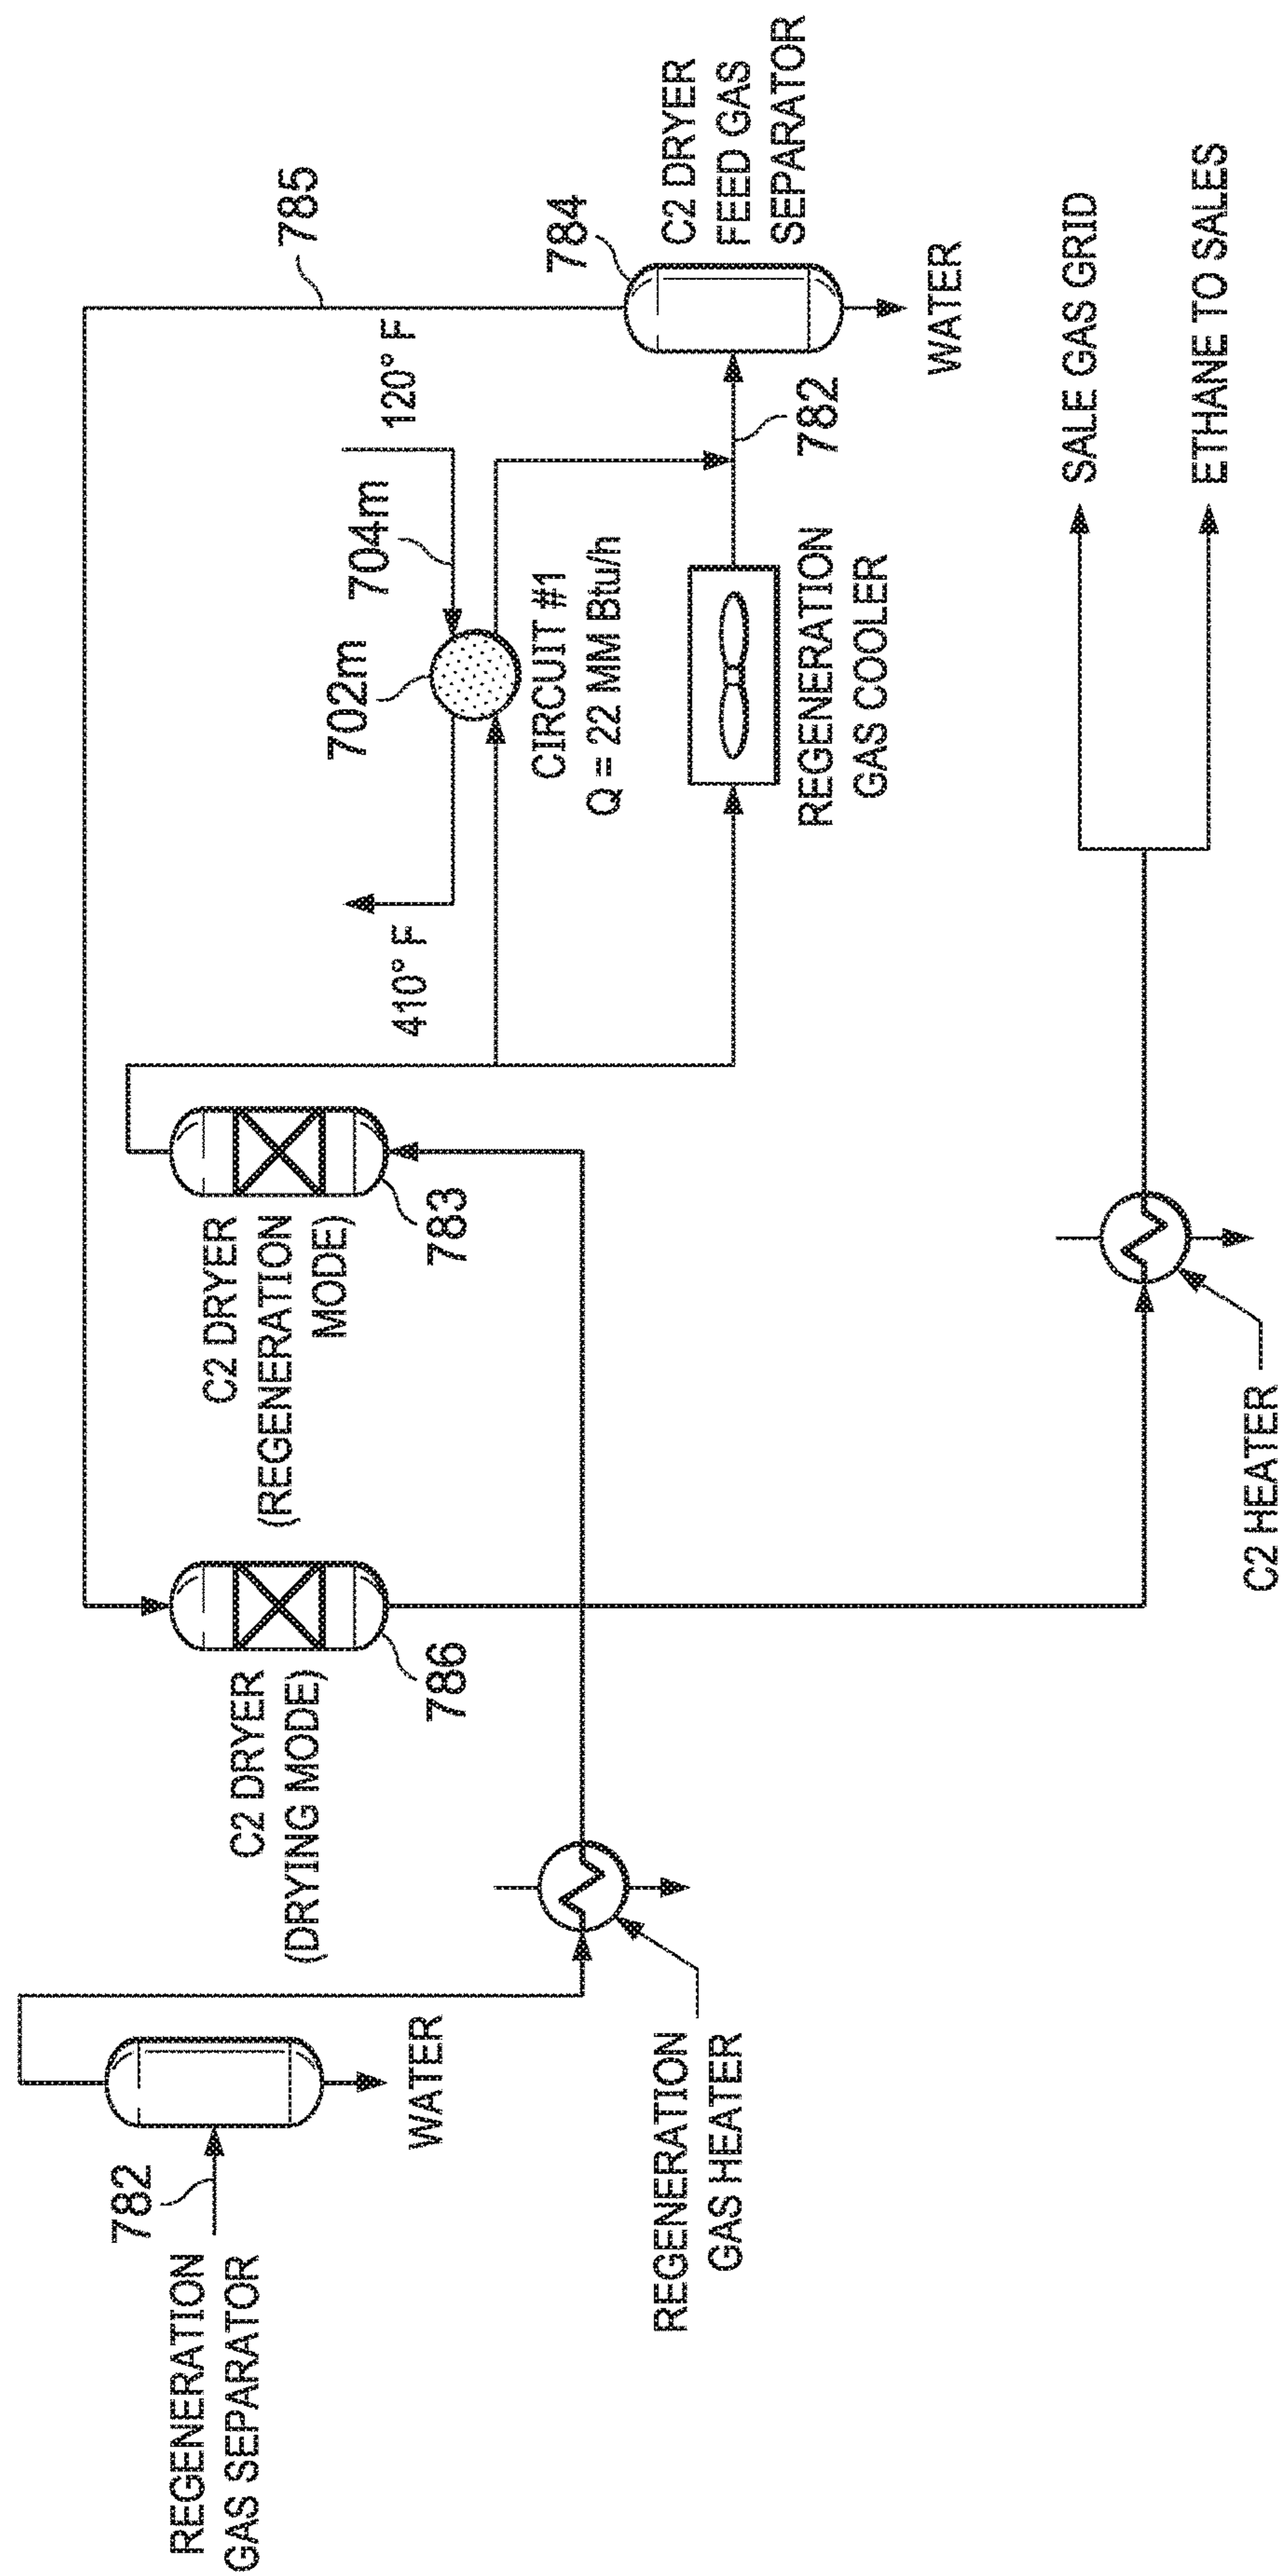 REGENERATION
GAS SEPARATOR
782
WATER
REGENERATION
GAS HEATER
C2 DRYER
(DRYING MODE)
786
C2 DRYER
(REGENERATION
MODE)
783
410° F
702m
704m
120° F
CIRCUIT #1
Q = 22 MM Btu/h
REGENERATION
GAS COOLER
782
785
784
C2 DRYER
FEED GAS
SEPARATOR
WATER
C2 HEATER
SALE GAS GRID
ETHANE TO SALES